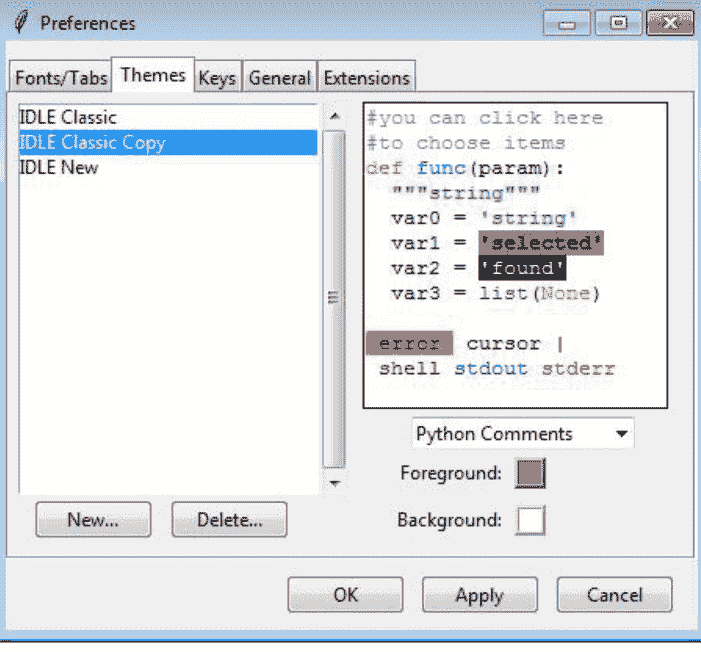 Preferences
Fonts/Tabs Themes Keys General Extensions
IDLE Classic
IDLE Classic Copy
IDLE New
#you can click here
#to choose items
def func(param):
"""string"""
var0 = 'string'
var1 = 'selected'
var2 = 'found'
var3 = list(None)
error cursor |
shell stdout stderr
Python Comments
Foreground:
Background:
New... Delete...
OK Apply Cancel